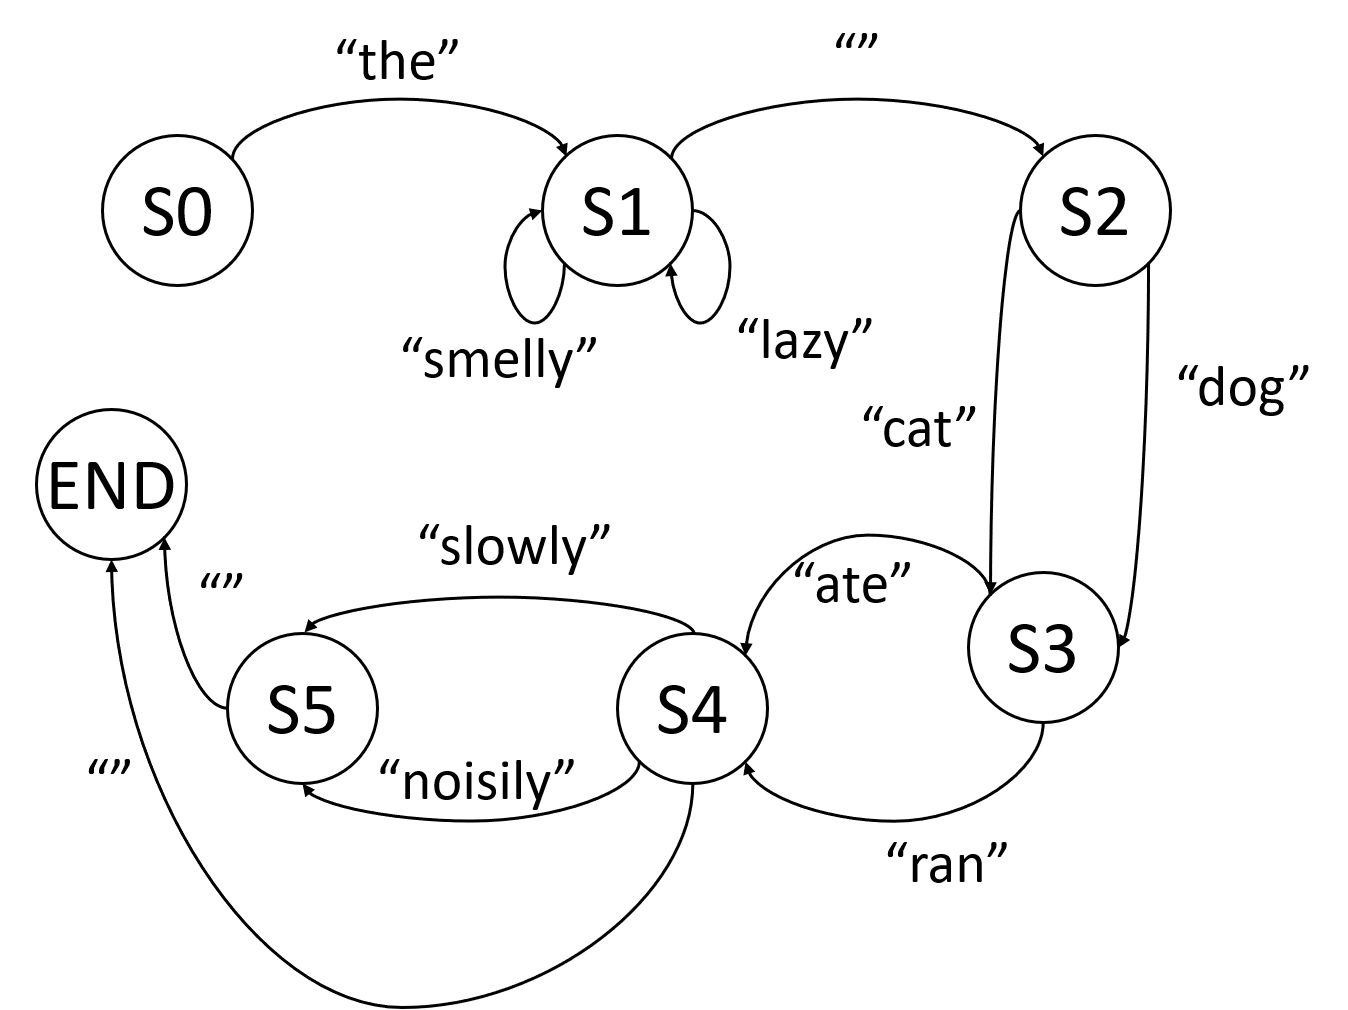 “the”
“”
S0
S1
S2
“smelly”
“lazy”
“cat”
“dog”
END
“slowly”
“ate”
“”
S3
S5
S4
“”
“noisily”
“ran”